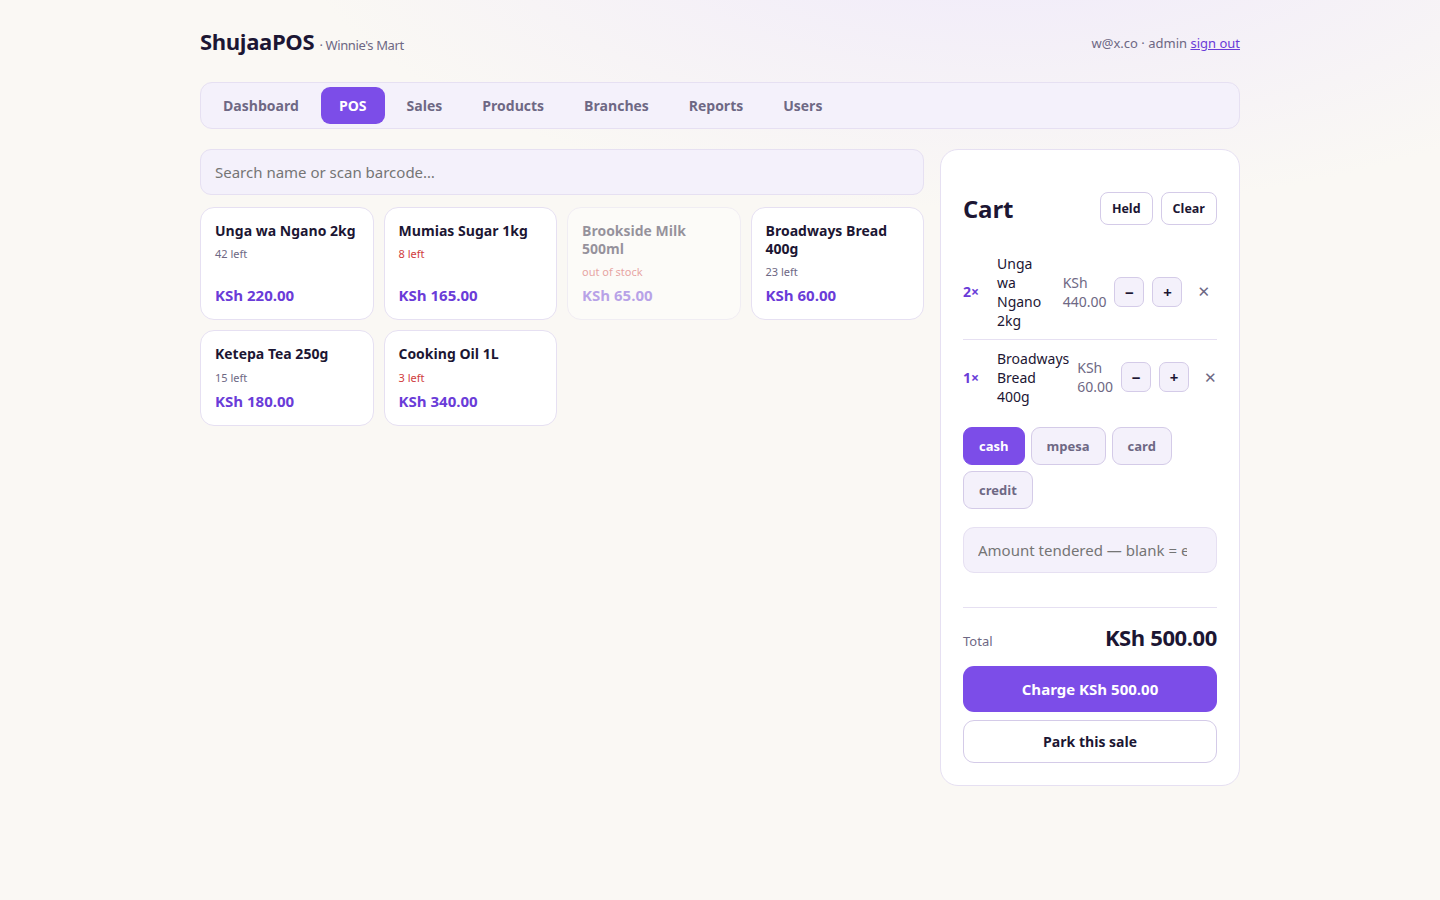 ShujaaPOS · Winnie's Mart
w@x.co · admin sign out
Dashboard POS Sales Products Branches Reports Users
Search name or scan barcode...
Unga wa Ngano 2kg
42 left
KSh 220.00
Mumias Sugar 1kg
8 left
KSh 165.00
Brookside Milk
500ml
out of stock
KSh 65.00
Broadways Bread
400g
23 left
KSh 60.00
Ketepa Tea 250g
15 left
KSh 180.00
Cooking Oil 1L
3 left
KSh 340.00
Cart
Held Clear
2×
Unga
wa
Ngano
2kg
KSh
440.00
− + ✕
1×
Broadways
Bread
400g
KSh
60.00
− + ✕
cash mpesa card
credit
Amount tendered — blank = e
Total KSh 500.00
Charge KSh 500.00
Park this sale